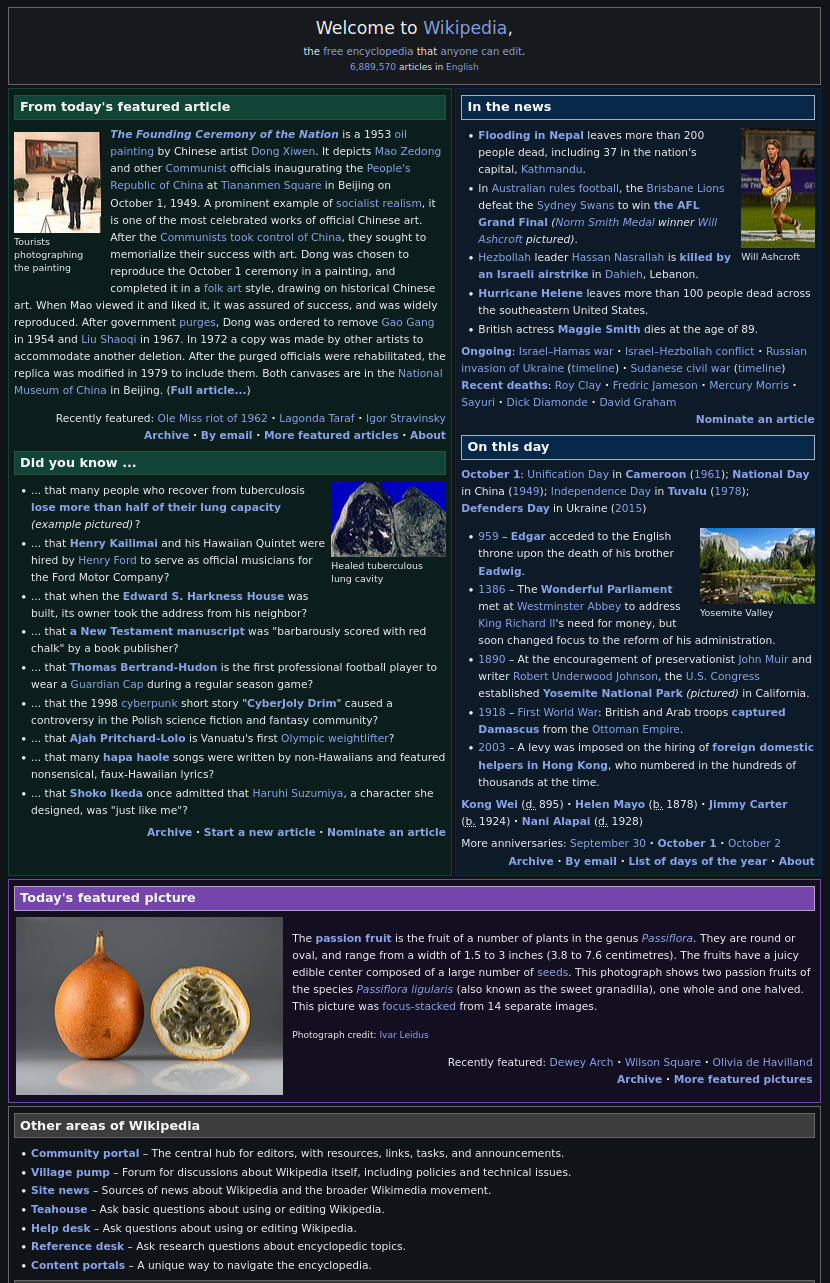 Welcome to Wikipedia,
the free encyclopedia that anyone can edit.
6,889,570 articles in English
From today's featured article
The Founding Ceremony of the Nation is a 1953 oil
painting by Chinese artist Dong Xiwen. It depicts Mao Zedong
and other Communist officials inaugurating the People's
Republic of China at Tiananmen Square in Beijing on
October 1, 1949. A prominent example of socialist realism, it
is one of the most celebrated works of official Chinese art.
After the Communists took control of China, they sought to
memorialize their success with art. Dong was chosen to
reproduce the October 1 ceremony in a painting, and
completed it in a folk art style, drawing on historical Chinese
art. When Mao viewed it and liked it, it was assured of success, and was widely
reproduced. After government purges, Dong was ordered to remove Gao Gang
in 1954 and Liu Shaoqi in 1967. In 1972 a copy was made by other artists to
accommodate another deletion. After the purged officials were rehabilitated, the
replica was modified in 1979 to include them. Both canvases are in the National
Museum of China in Beijing. (Full article...)
Tourists
photographing
the painting
Recently featured: Ole Miss riot of 1962 • Lagonda Taraf • Igor Stravinsky
Archive • By email • More featured articles • About
Did you know ...
• ... that many people who recover from tuberculosis
lose more than half of their lung capacity
(example pictured)?
• ... that Henry Kailimai and his Hawaiian Quintet were
hired by Henry Ford to serve as official musicians for
the Ford Motor Company?
• ... that when the Edward S. Harkness House was
built, its owner took the address from his neighbor?
• ... that a New Testament manuscript was "barbarously scored with red
chalk" by a book publisher?
• ... that Thomas Bertrand-Hudon is the first professional football player to
wear a Guardian Cap during a regular season game?
• ... that the 1998 cyberpunk short story "CyberJoly Drim" caused a
controversy in the Polish science fiction and fantasy community?
• ... that Ajah Pritchard-Lolo is Vanuatu's first Olympic weightlifter?
• ... that many hapa haole songs were written by non-Hawaiians and featured
nonsensical, faux-Hawaiian lyrics?
• ... that Shoko Ikeda once admitted that Haruhi Suzumiya, a character she
designed, was "just like me"?
Healed tuberculous
lung cavity
Archive • Start a new article • Nominate an article
In the news
• Flooding in Nepal leaves more than 200
people dead, including 37 in the nation's
capital, Kathmandu.
• In Australian rules football, the Brisbane Lions
defeat the Sydney Swans to win the AFL
Grand Final (Norm Smith Medal winner Will
Ashcroft pictured).
• Hezbollah leader Hassan Nasrallah is killed by
an Israeli airstrike in Dahieh, Lebanon.
• Hurricane Helene leaves more than 100 people dead across
the southeastern United States.
• British actress Maggie Smith dies at the age of 89.
Will Ashcroft
Ongoing: Israel–Hamas war • Israel–Hezbollah conflict • Russian
invasion of Ukraine (timeline) • Sudanese civil war (timeline)
Recent deaths: Roy Clay • Fredric Jameson • Mercury Morris •
Sayuri • Dick Diamonde • David Graham
Nominate an article
On this day
October 1: Unification Day in Cameroon (1961); National Day
in China (1949); Independence Day in Tuvalu (1978);
Defenders Day in Ukraine (2015)
• 959 – Edgar acceded to the English
throne upon the death of his brother
Eadwig.
• 1386 – The Wonderful Parliament
met at Westminster Abbey to address
King Richard II's need for money, but
soon changed focus to the reform of his administration.
• 1890 – At the encouragement of preservationist John Muir and
writer Robert Underwood Johnson, the U.S. Congress
established Yosemite National Park (pictured) in California.
• 1918 – First World War: British and Arab troops captured
Damascus from the Ottoman Empire.
• 2003 – A levy was imposed on the hiring of foreign domestic
helpers in Hong Kong, who numbered in the hundreds of
thousands at the time.
Yosemite Valley
Kong Wei (d. 895) • Helen Mayo (b. 1878) • Jimmy Carter
(b. 1924) • Nani Alapai (d. 1928)
More anniversaries: September 30 • October 1 • October 2
Archive • By email • List of days of the year • About
Today's featured picture
The passion fruit is the fruit of a number of plants in the genus Passiflora. They are round or
oval, and range from a width of 1.5 to 3 inches (3.8 to 7.6 centimetres). The fruits have a juicy
edible center composed of a large number of seeds. This photograph shows two passion fruits of
the species Passiflora ligularis (also known as the sweet granadilla), one whole and one halved.
This picture was focus-stacked from 14 separate images.
Photograph credit: Ivar Leidus
Recently featured: Dewey Arch • Wilson Square • Olivia de Havilland
Archive • More featured pictures
Other areas of Wikipedia
• Community portal – The central hub for editors, with resources, links, tasks, and announcements.
• Village pump – Forum for discussions about Wikipedia itself, including policies and technical issues.
• Site news – Sources of news about Wikipedia and the broader Wikimedia movement.
• Teahouse – Ask basic questions about using or editing Wikipedia.
• Help desk – Ask questions about using or editing Wikipedia.
• Reference desk – Ask research questions about encyclopedic topics.
• Content portals – A unique way to navigate the encyclopedia.